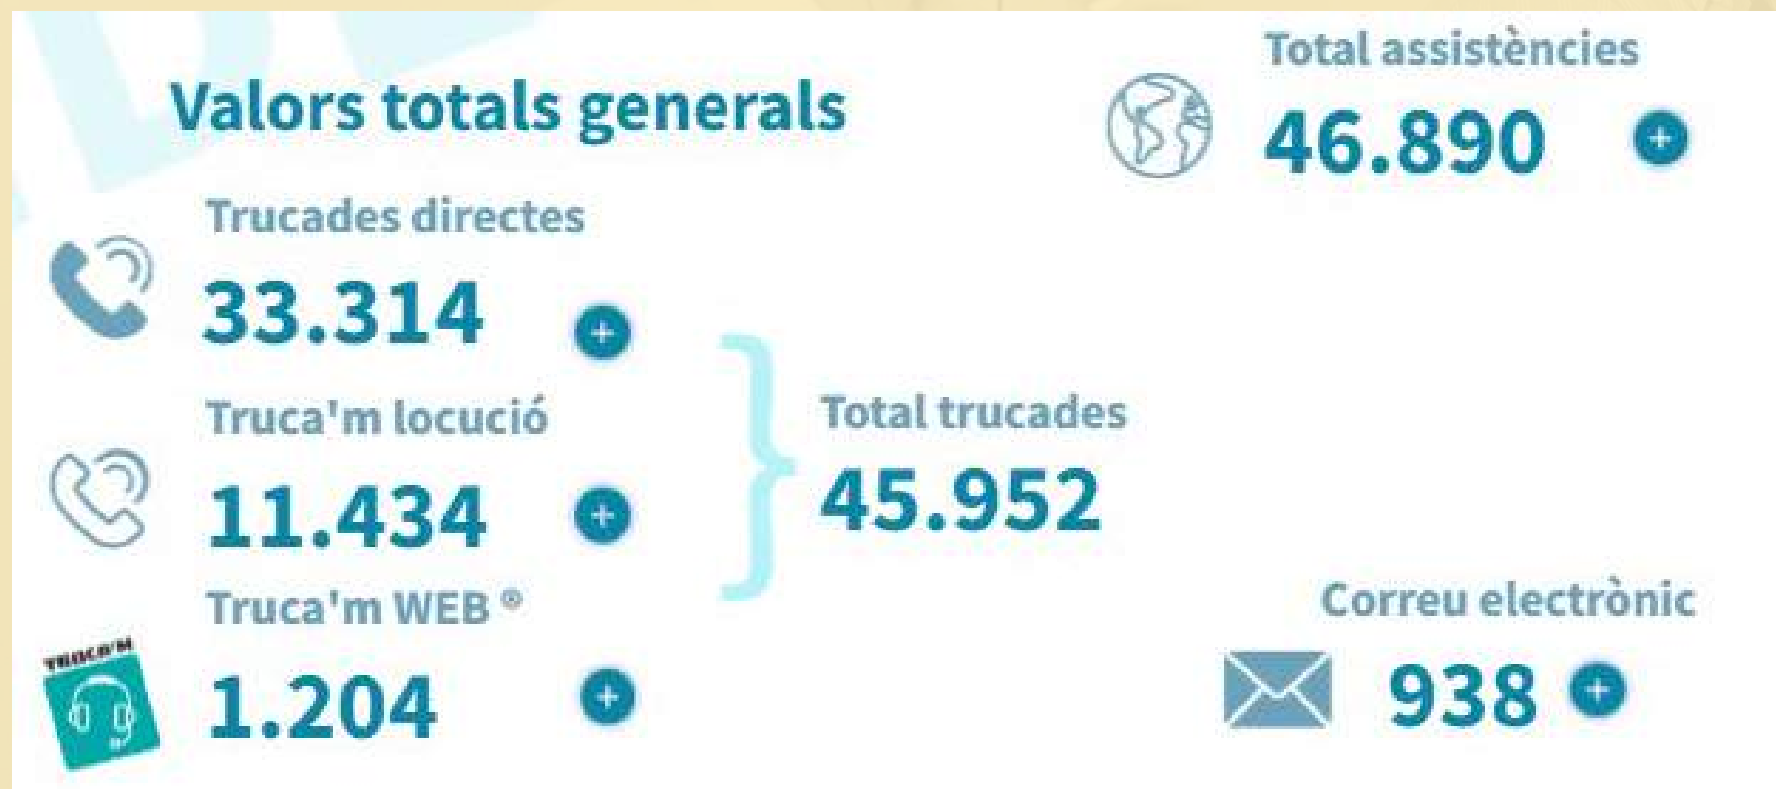 Valors totals generals
Total assistències
46.890
Trucades directes
33.314
Truca'm locució
11.434
Truca'm WEB ®
1.204
Total trucades
45.952
Correu electrònic
938
TRUCA'M